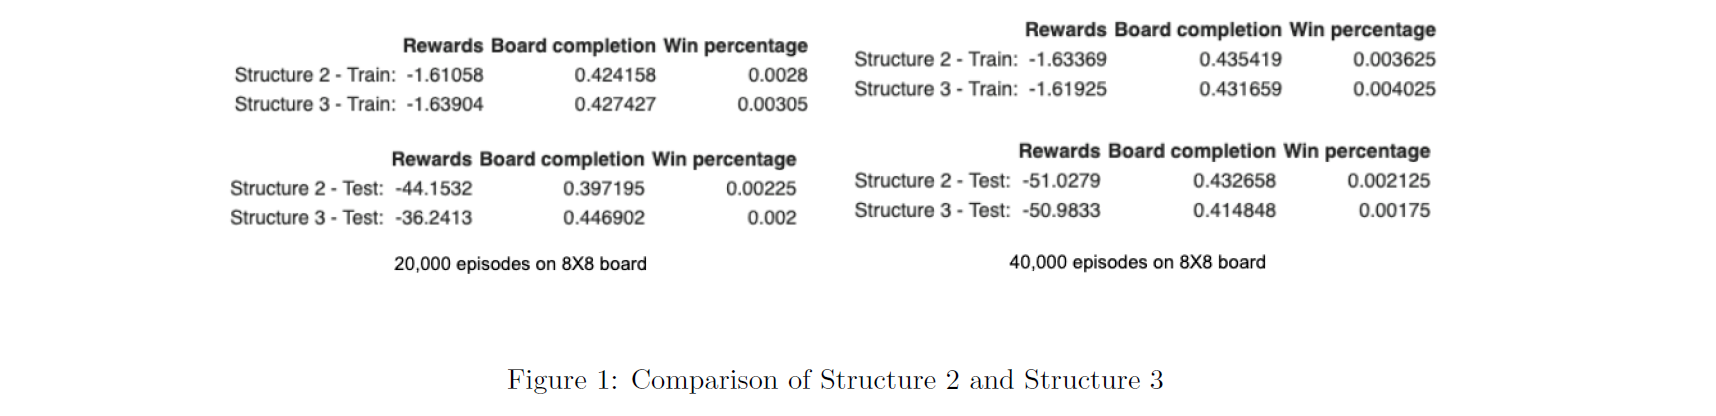 Rewards Board completion Win percentage
Structure 2 - Train: -1.61058 0.424158 0.0028
Structure 3 - Train: -1.63904 0.427427 0.00305
Rewards Board completion Win percentage
Structure 2 - Test: -44.1532 0.397195 0.00225
Structure 3 - Test: -36.2413 0.446902 0.002
20,000 episodes on 8X8 board
Rewards Board completion Win percentage
Structure 2 - Train: -1.63369 0.435419 0.003625
Structure 3 - Train: -1.61925 0.431659 0.004025
Rewards Board completion Win percentage
Structure 2 - Test: -51.0279 0.432658 0.002125
Structure 3 - Test: -50.9833 0.414848 0.00175
40,000 episodes on 8X8 board
Figure 1: Comparison of Structure 2 and Structure 3